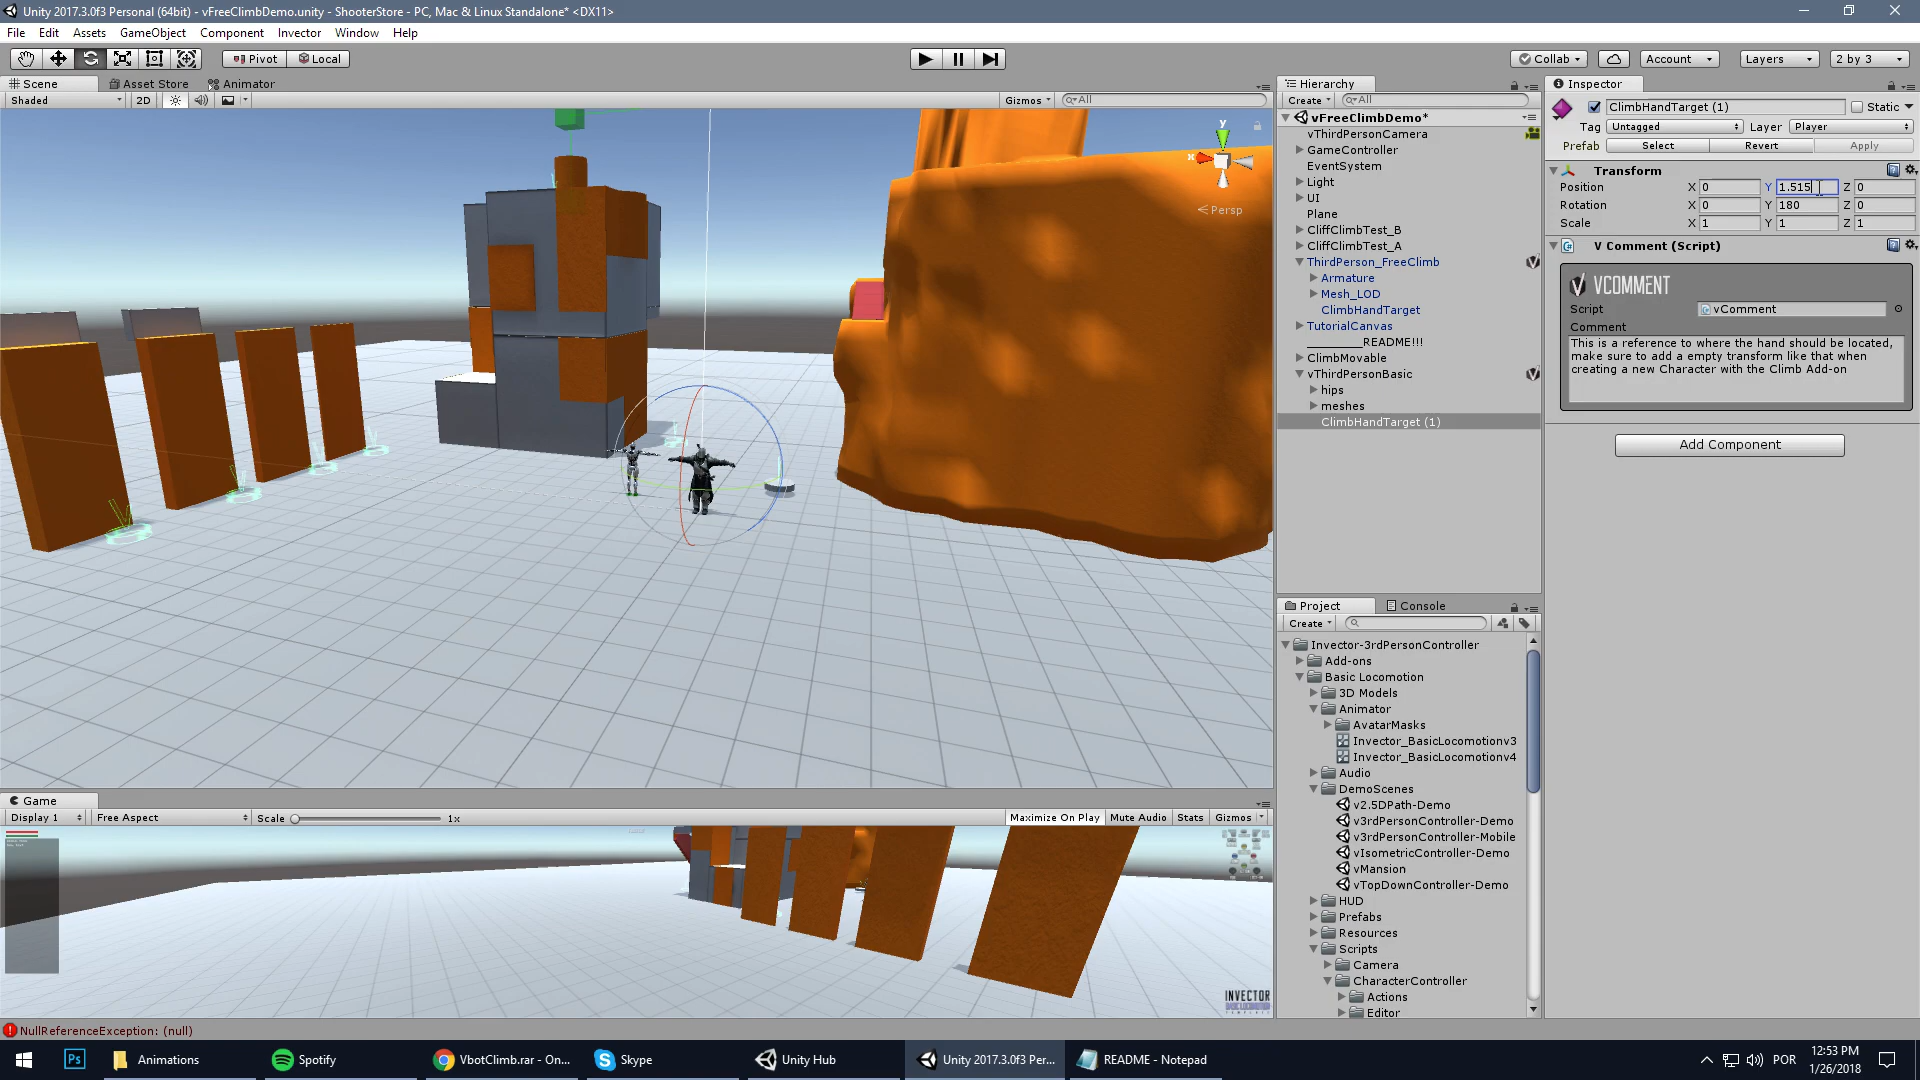 Unity 2017.3.0f3 Personal (64bit) - vFreeClimbDemo.unity - ShooterStore - PC, Mac & Linux Standalone* <DX11>
File Edit Assets GameObject Component Invector Window Help
Pivot Local Collab Account Layers 2 by 3
Scene Asset Store Animator
Shaded 2D Gizmos All
y
x
Persp
Hierarchy
Create All
vFreeClimbDemo*
vThirdPersonCamera
GameController
EventSystem
Light
UI
Plane
CliffClimbTest_B
CliffClimbTest_A
ThirdPerson_FreeClimb
Armature
Mesh_LOD
ClimbHandTarget
TutorialCanvas
_________README!!!
ClimbMovable
vThirdPersonBasic
hips
meshes
ClimbHandTarget (1)
Inspector
ClimbHandTarget (1) Static
Tag Untagged Layer Player
Prefab Select Revert Apply
Transform
Position X 0 Y 1.515 Z 0
Rotation X 0 Y 180 Z 0
Scale X 1 Y 1 Z 1
V Comment (Script)
VCOMMENT
Script vComment
Comment
This is a reference to where the hand should be located,
make sure to add a empty transform like that when
creating a new Character with the Climb Add-on
Add Component
Project Console
Create
Invector-3rdPersonController
Add-ons
Basic Locomotion
3D Models
Animator
AvatarMasks
Invector_BasicLocomotionv3
Invector_BasicLocomotionv4
Audio
DemoScenes
v2.5DPath-Demo
v3rdPersonController-Demo
v3rdPersonController-Mobile
vIsometricController-Demo
vMansion
vTopDownController-Demo
HUD
Prefabs
Resources
Scripts
Camera
CharacterController
Actions
Editor
Game
Display 1 Free Aspect Scale 1x Maximize On Play Mute Audio Stats Gizmos
INVECTOR
BASIC LOCOMOTION
TEMPLATE
NullReferenceException: (null)
Ps Animations Spotify VbotClimb.rar - On... Skype Unity Hub Unity 2017.3.0f3 Per... README - Notepad POR
12:53 PM
1/26/2018